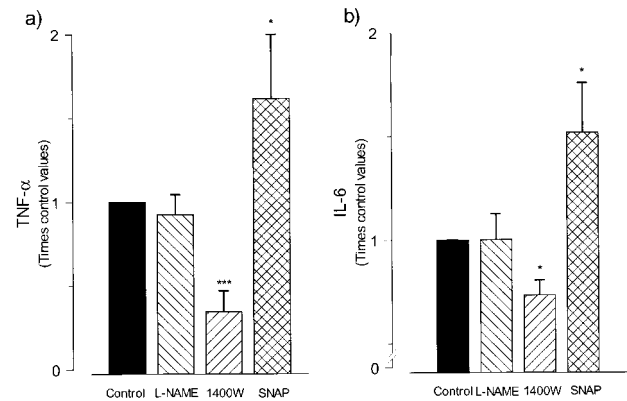 a)
TNF-α
(Times control values)
2
1
0
*
***
Control L-NAME 1400W SNAP
b)
IL-6
(Times control values)
2
1
0
*
*
Control L-NAME 1400W SNAP